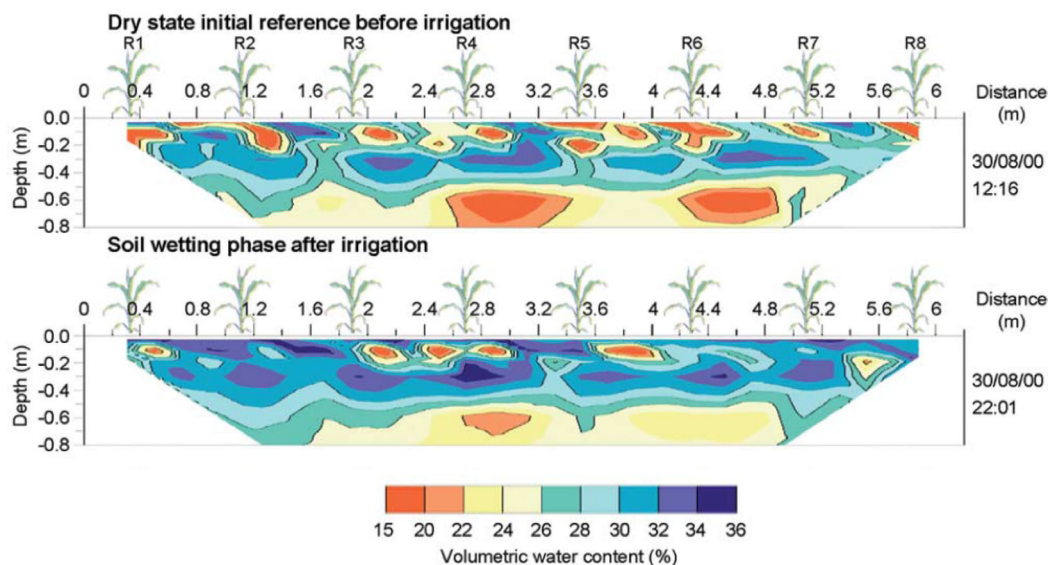 Dry state initial reference before irrigation
R1 R2 R3 R4 R5 R6 R7 R8
0 0.4 0.8 1.2 1.6 2 2.4 2.8 3.2 3.6 4 4.4 4.8 5.2 5.6 6 Distance
(m)
0.0
-0.2
-0.4
-0.6
-0.8
Depth (m)
30/08/00
12:16
Soil wetting phase after irrigation
0 0.4 0.8 1.2 1.6 2 2.4 2.8 3.2 3.6 4 4.4 4.8 5.2 5.6 6 Distance
(m)
0.0
-0.2
-0.4
-0.6
-0.8
Depth (m)
30/08/00
22:01
15 20 22 24 26 28 30 32 34 36
Volumetric water content (%)